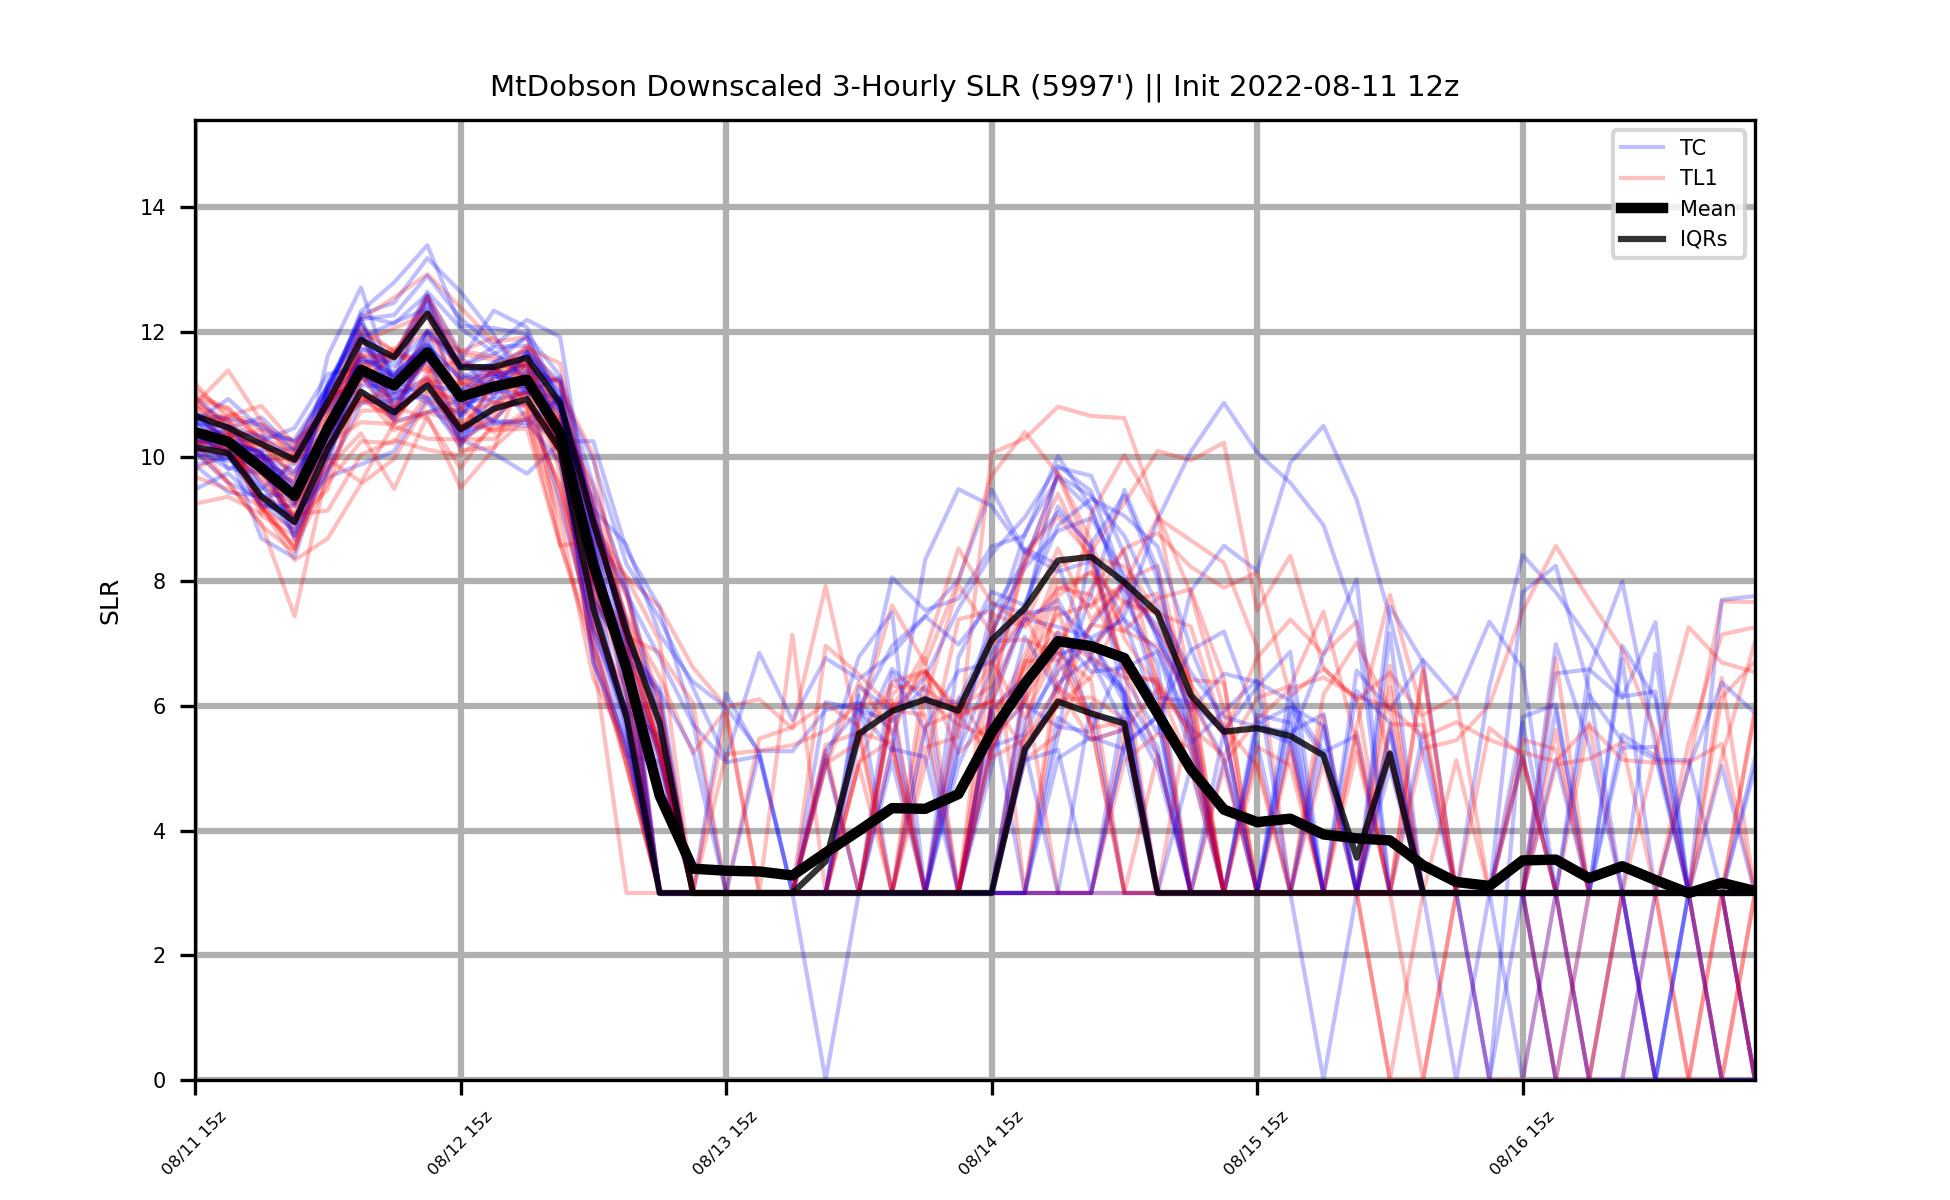 MtDobson Downscaled 3-Hourly SLR (5997') || Init 2022-08-11 12z
TC
TL1
Mean
IQRs
SLR
14
12
10
8
6
4
2
0
08/11 15z
08/12 15z
08/13 15z
08/14 15z
08/15 15z
08/16 15z